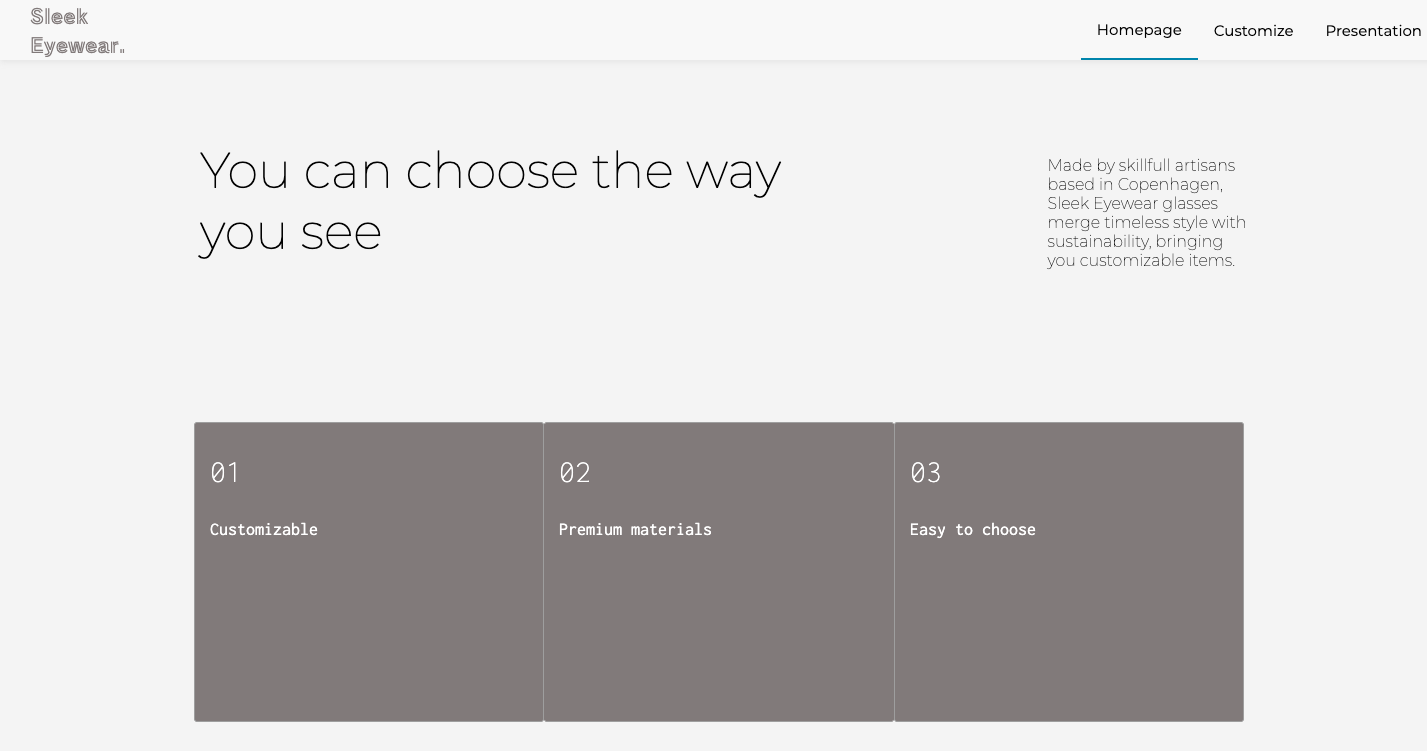 Sleek
Eyewear.
Homepage
Customize
Presentation
You can choose the way
you see
Made by skillfull artisans
based in Copenhagen,
Sleek Eyewear glasses
merge timeless style with
sustainability, bringing
you customizable items.
01
Customizable
02
Premium materials
03
Easy to choose